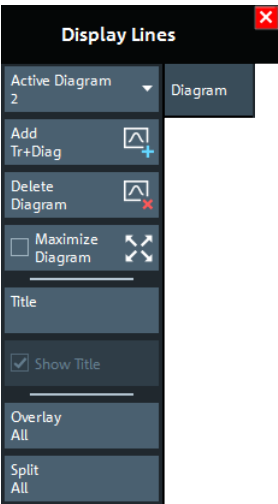 Display Lines
Active Diagram
2
Diagram
Add
Tr+Diag
Delete
Diagram
Maximize
Diagram
Title
Show Title
Overlay
All
Split
All